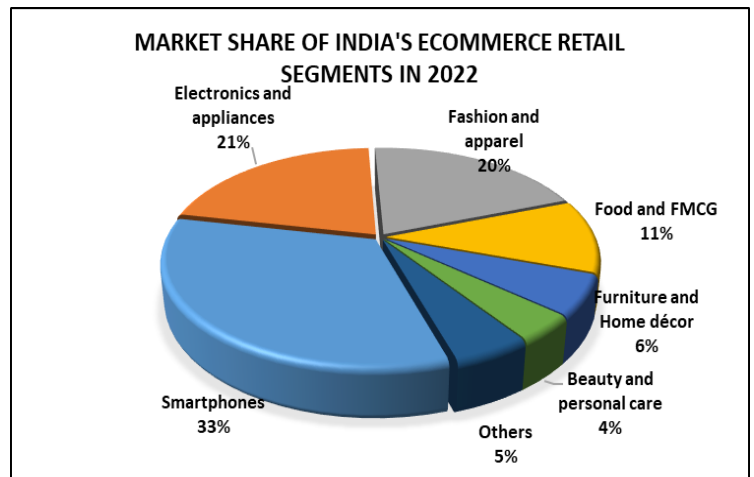 MARKET SHARE OF INDIA'S ECOMMERCE RETAIL
SEGMENTS IN 2022
Electronics and
appliances
21%
Fashion and
apparel
20%
Food and FMCG
11%
Furniture and
Home décor
6%
Beauty and
personal care
4%
Others
5%
Smartphones
33%